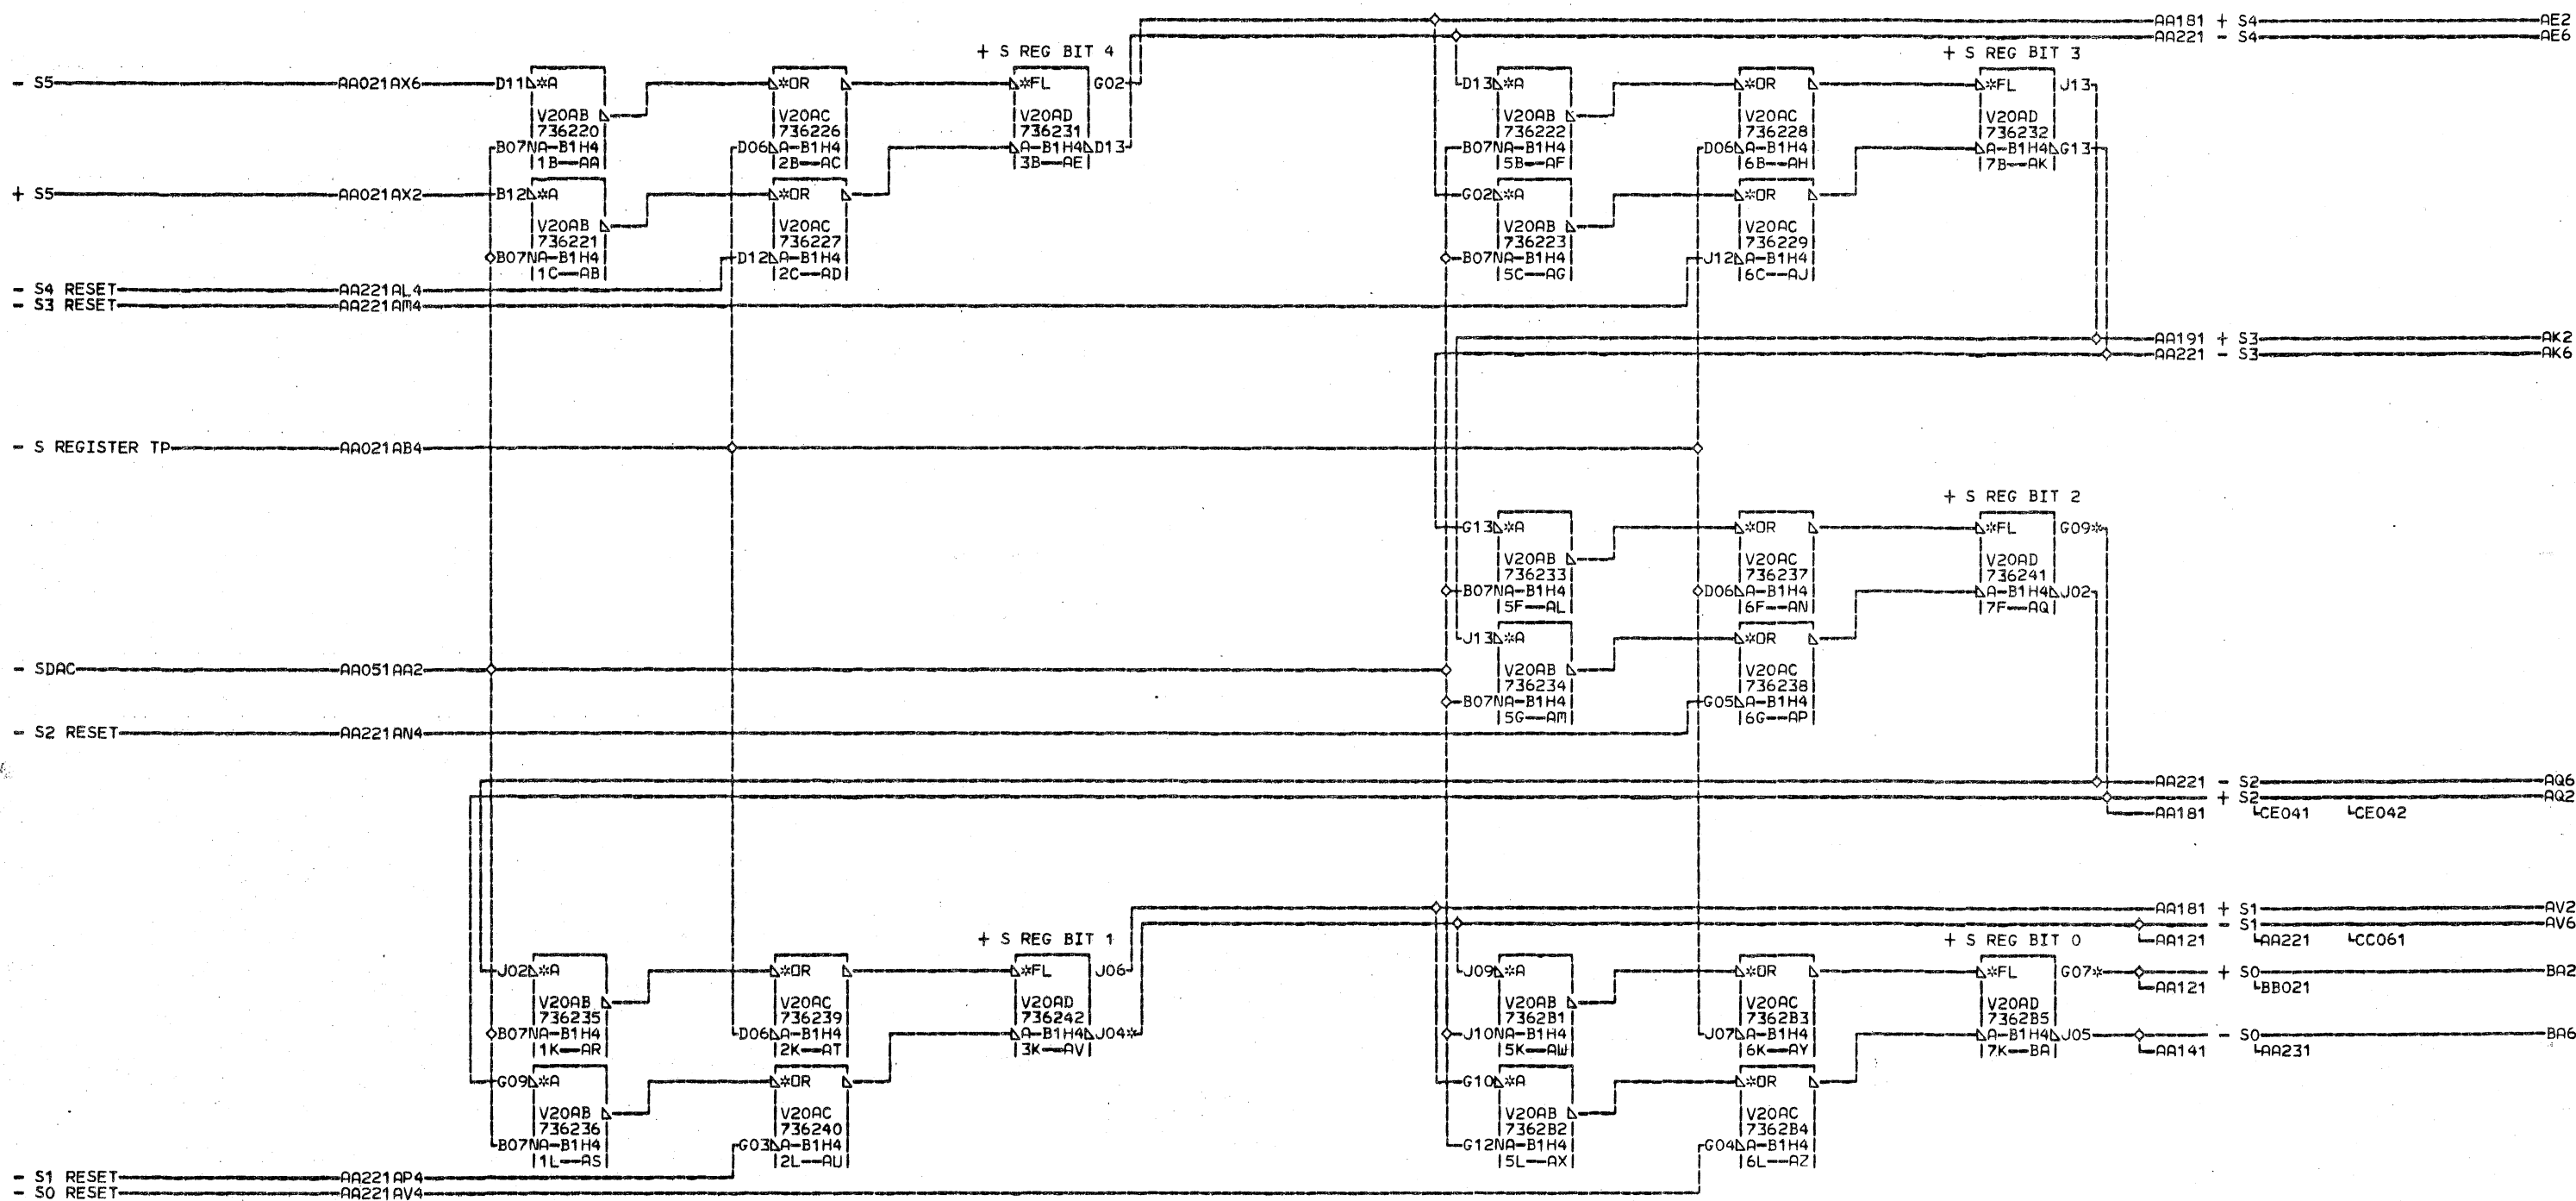 AA181 + S4 AE2
AA221 - S4 AE6
+ S REG BIT 4
+ S REG BIT 3
- S5 AA021AX6 D11 *A *OR *FL G02 D13 *A *OR *FL J13
V20AB V20AC V20AD V20AB V20AC V20AD
736220 736226 736231 736222 736228 736232
B07NA-B1H4 D06 A-B1H4 A-B1H4 D13 B07NA-B1H4 D06 A-B1H4 A-B1H4 G13
1B--AA 2B--AC 3B--AE 5B--AF 6B--AH 7B--AK
+ S5 AA021AX2 B12 *A *OR G02 *A *OR
V20AB V20AC V20AB V20AC
736221 736227 736223 736229
B07NA-B1H4 D12 A-B1H4 B07NA-B1H4 J12 A-B1H4
1C--AB 2C--AD 5C--AG 6C--AJ
- S4 RESET AA221AL4
- S3 RESET AA221AM4
AA191 + S3 AK2
AA221 - S3 AK6
- S REGISTER TP AA021AB4
+ S REG BIT 2
G13 *A *OR *FL G09*
V20AB V20AC V20AD
736233 736237 736241
B07NA-B1H4 D06 A-B1H4 A-B1H4 J02
5F--AL 6F--AN 7F--AQ
J13 *A *OR
- SDAC AA051AA2 V20AB V20AC
736234 736238
B07NA-B1H4 G05 A-B1H4
5G--AM 6G--AP
- S2 RESET AA221AN4
AA221 - S2 AQ6
+ S2 AQ2
AA181 CE041 CE042
AA181 + S1 AV2
- S1 AV6
+ S REG BIT 1
+ S REG BIT 0 AA121 AA221 CC061
J02 *A *OR *FL J06 J09 *A *OR *FL G07* + S0 BA2
AA121 BB021
V20AB V20AC V20AD V20AB V20AC V20AD
736235 736239 736242 7362B1 7362B3 7362B5
B07NA-B1H4 D06 A-B1H4 A-B1H4 J04* J10NA-B1H4 J07 A-B1H4 A-B1H4 J05 - S0 BA6
1K--AR 2K--AT 3K--AV 5K--AW 6K--AY 7K--BA AA141 AA231
G09 *A *OR G10 *A *OR
V20AB V20AC V20AB V20AC
736236 736240 7362B2 7362B4
B07NA-B1H4 G03 A-B1H4 G12NA-B1H4 G04 A-B1H4
1L--AS 2L--AU 5L--AX 6L--AZ
- S1 RESET AA221AP4
- S0 RESET AA221AV4